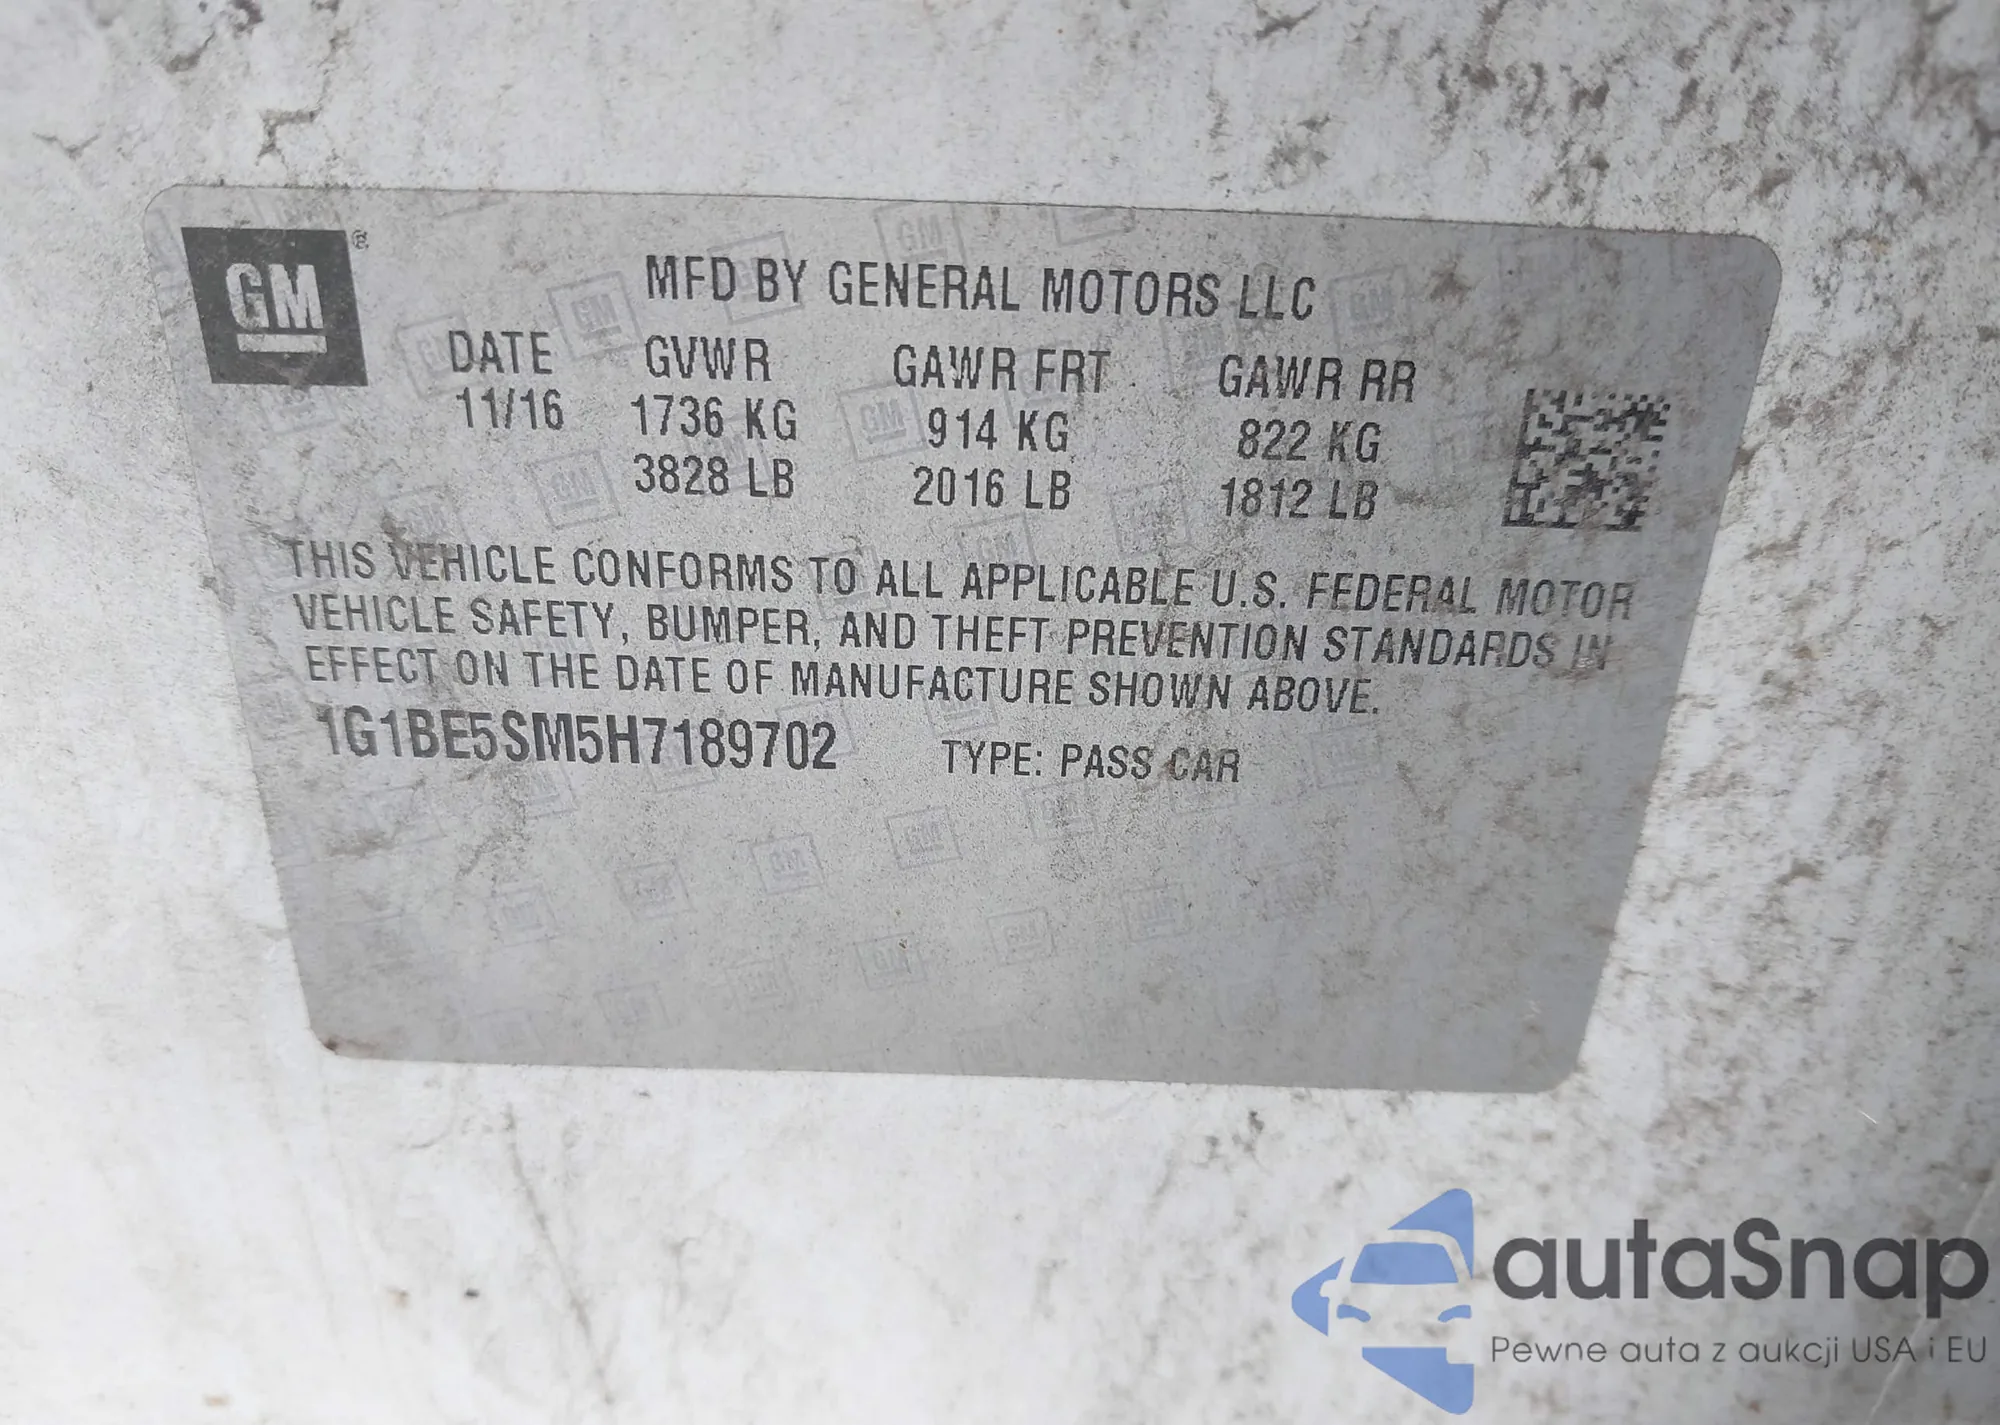 GM®
MFD BY GENERAL MOTORS LLC
DATE GVWR GAWR FRT GAWR RR
11/16 1736 KG 914 KG 822 KG
3828 LB 2016 LB 1812 LB
THIS VEHICLE CONFORMS TO ALL APPLICABLE U.S. FEDERAL MOTOR
VEHICLE SAFETY, BUMPER, AND THEFT PREVENTION STANDARDS IN
EFFECT ON THE DATE OF MANUFACTURE SHOWN ABOVE.
1G1BE5SM5H7189702 TYPE: PASS CAR
autaSnap
Pewne auta z aukcji USA i EU